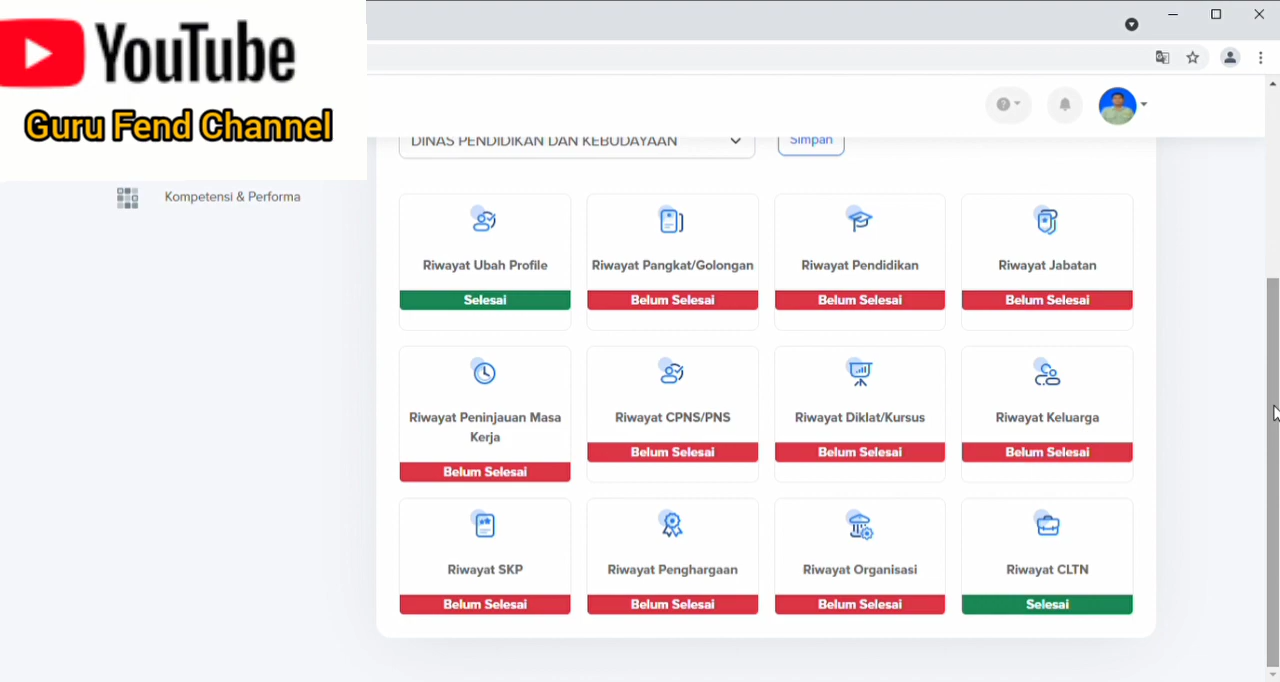 YouTube
Guru Fend Channel
DINAS PENDIDIKAN DAN KEBUDAYAAN
Simpan
Kompetensi & Performa
Riwayat Ubah Profile
Selesai
Riwayat Pangkat/Golongan
Belum Selesai
Riwayat Pendidikan
Belum Selesai
Riwayat Jabatan
Belum Selesai
Riwayat Peninjauan Masa
Kerja
Belum Selesai
Riwayat CPNS/PNS
Belum Selesai
Riwayat Diklat/Kursus
Belum Selesai
Riwayat Keluarga
Belum Selesai
Riwayat SKP
Belum Selesai
Riwayat Penghargaan
Belum Selesai
Riwayat Organisasi
Belum Selesai
Riwayat CLTN
Selesai